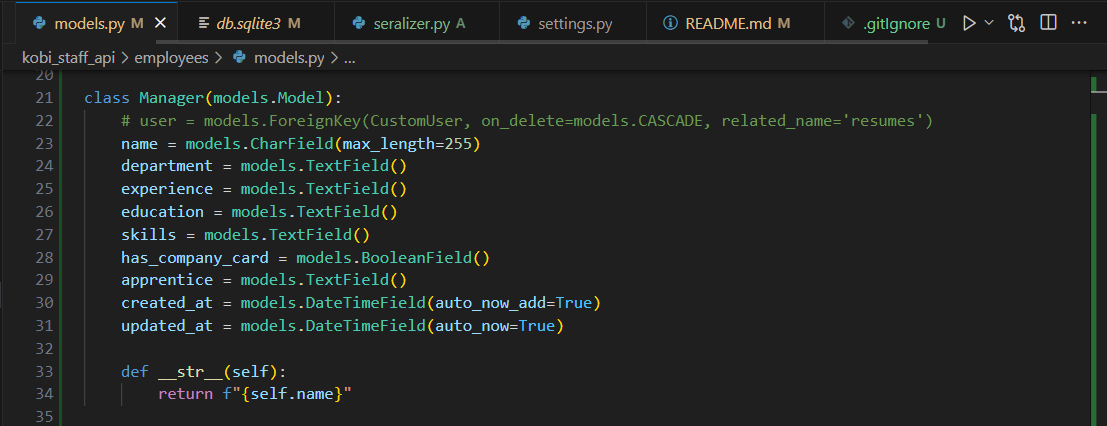 models.py M
db.sqlite3 M
seralizer.py A
settings.py
README.md M
.gitIgnore U
kobi_staff_api > employees > models.py > ...
20
21 class Manager(models.Model):
22     # user = models.ForeignKey(CustomUser, on_delete=models.CASCADE, related_name='resumes')
23     name = models.CharField(max_length=255)
24     department = models.TextField()
25     experience = models.TextField()
26     education = models.TextField()
27     skills = models.TextField()
28     has_company_card = models.BooleanField()
29     apprentice = models.TextField()
30     created_at = models.DateTimeField(auto_now_add=True)
31     updated_at = models.DateTimeField(auto_now=True)
32
33     def __str__(self):
34         return f"{self.name}"
35